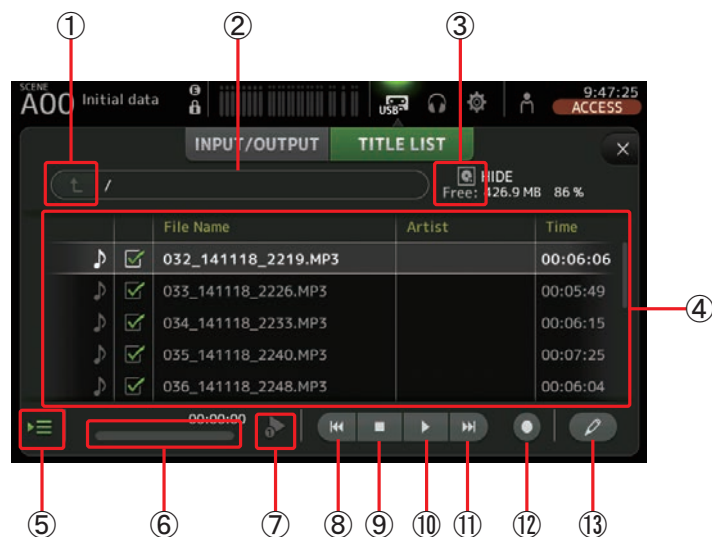 ① ② ③
SCENE
A00 Initial data
USB
9:47:25
ACCESS
INPUT/OUTPUT TITLE LIST
/
HIDE
Free: 426.9 MB 86 %
File Name Artist Time
032_141118_2219.MP3 00:06:06
033_141118_2226.MP3 00:05:49
034_141118_2233.MP3 00:06:15
④
035_141118_2240.MP3 00:07:25
036_141118_2248.MP3 00:06:04
00:00:00
⑤ ⑥ ⑦ ⑧ ⑨ ⑩ ⑪ ⑫ ⑬